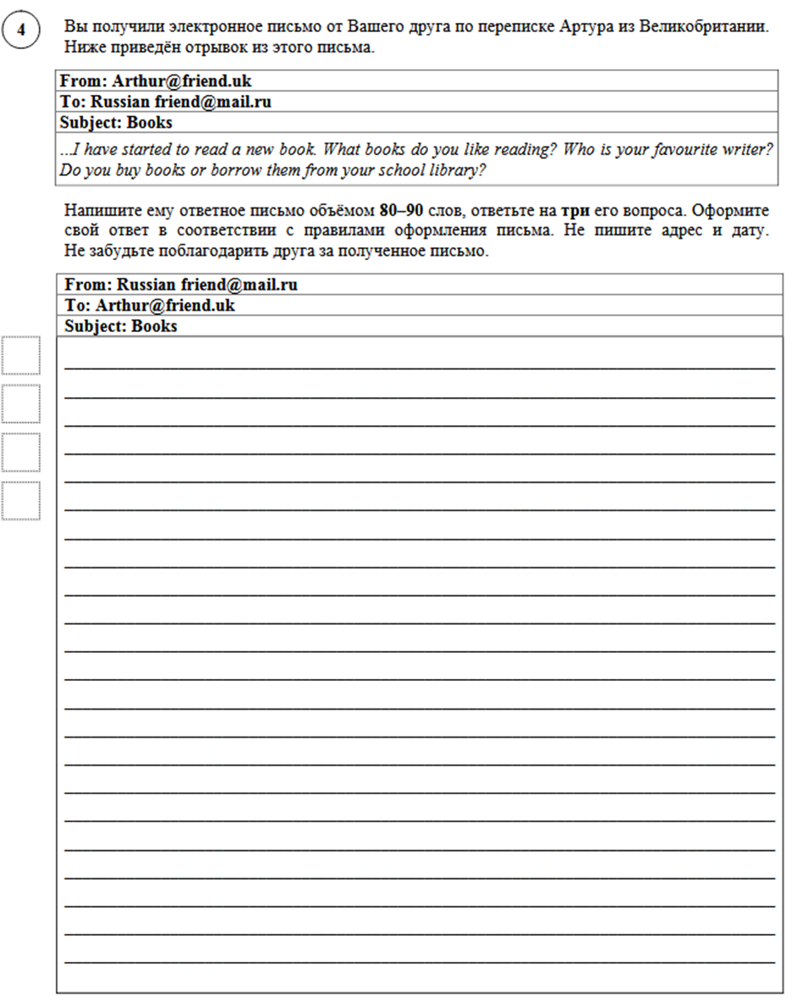 4
Вы получили электронное письмо от Вашего друга по переписке Артура из Великобритании.
Ниже приведён отрывок из этого письма.
From: Arthur@friend.uk
To: Russian friend@mail.ru
Subject: Books
...I have started to read a new book. What books do you like reading? Who is your favourite writer?
Do you buy books or borrow them from your school library?
Напишите ему ответное письмо объёмом 80–90 слов, ответьте на три его вопроса. Оформите
свой ответ в соответствии с правилами оформления письма. Не пишите адрес и дату.
Не забудьте поблагодарить друга за полученное письмо.
From: Russian friend@mail.ru
To: Arthur@friend.uk
Subject: Books